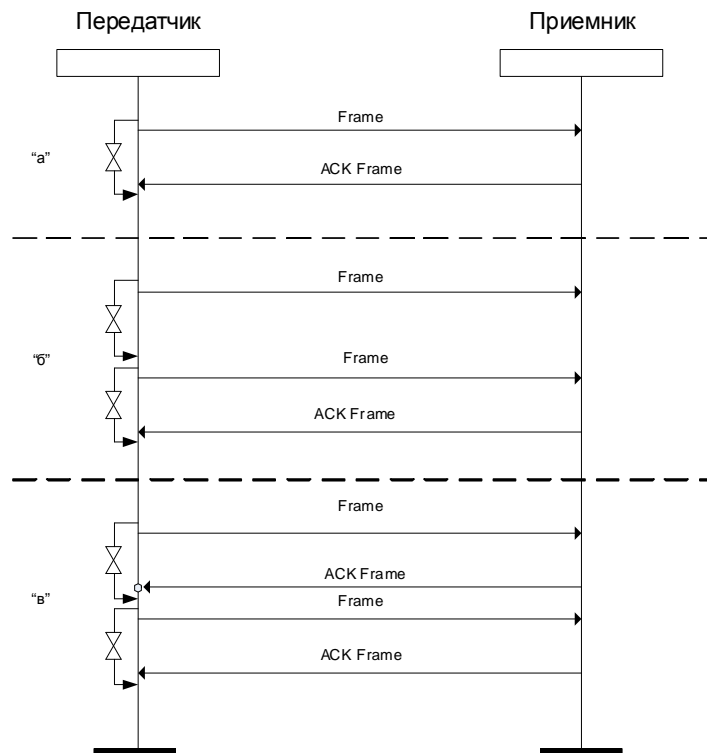 Передатчик Приемник
Frame
“а”
ACK Frame
Frame
“б”
Frame
ACK Frame
Frame
ACK Frame
“в”
Frame
ACK Frame